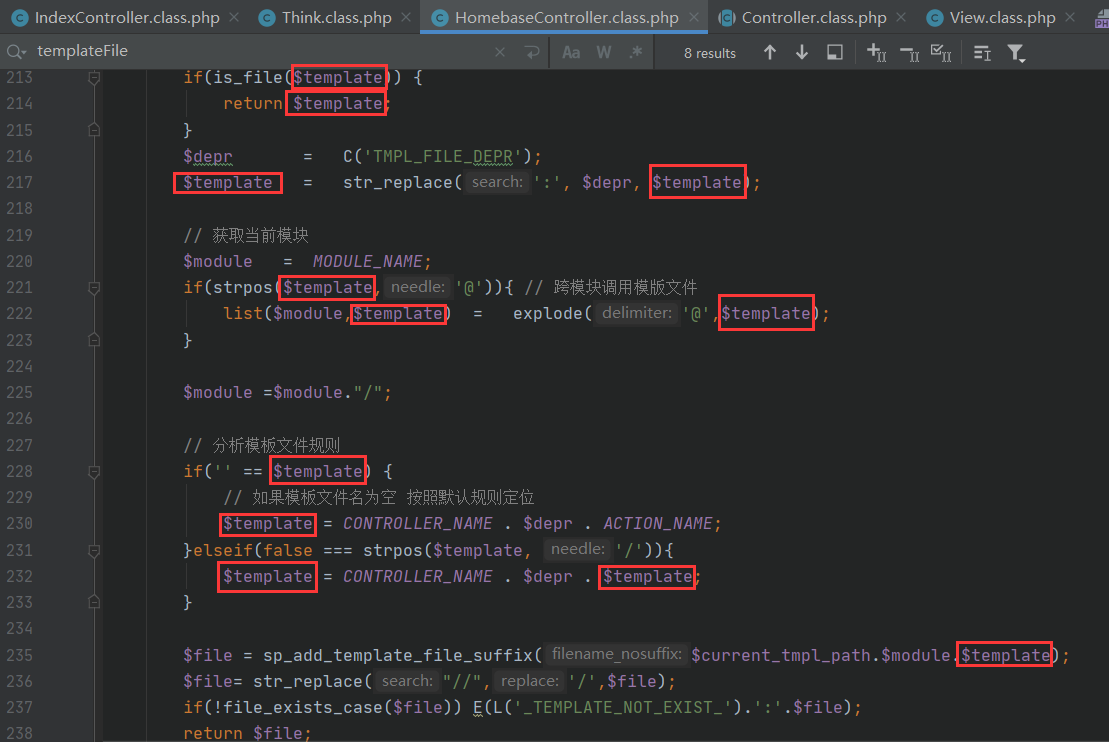 IndexController.class.php × Think.class.php × HomebaseController.class.php × Controller.class.php × View.class.php ×
templateFile × Aa W .* 8 results
213 if(is_file($template)) {
214 return $template;
215 }
216 $depr = C('TMPL_FILE_DEPR');
217 $template = str_replace( search: ':', $depr, $template);
218
219 // 获取当前模块
220 $module = MODULE_NAME;
221 if(strpos($template, needle: '@')){ // 跨模块调用模版文件
222 list($module,$template) = explode( delimiter: '@',$template);
223 }
224
225 $module =$module."/";
226
227 // 分析模板文件规则
228 if('' == $template) {
229 // 如果模板文件名为空 按照默认规则定位
230 $template = CONTROLLER_NAME . $depr . ACTION_NAME;
231 }elseif(false === strpos($template, needle: '/')){
232 $template = CONTROLLER_NAME . $depr . $template;
233 }
234
235 $file = sp_add_template_file_suffix( filename_nosuffix: $current_tmpl_path.$module.$template);
236 $file= str_replace( search: "//", replace: '/',$file);
237 if(!file_exists_case($file)) E(L('_TEMPLATE_NOT_EXIST_').':'.$file);
238 return $file;